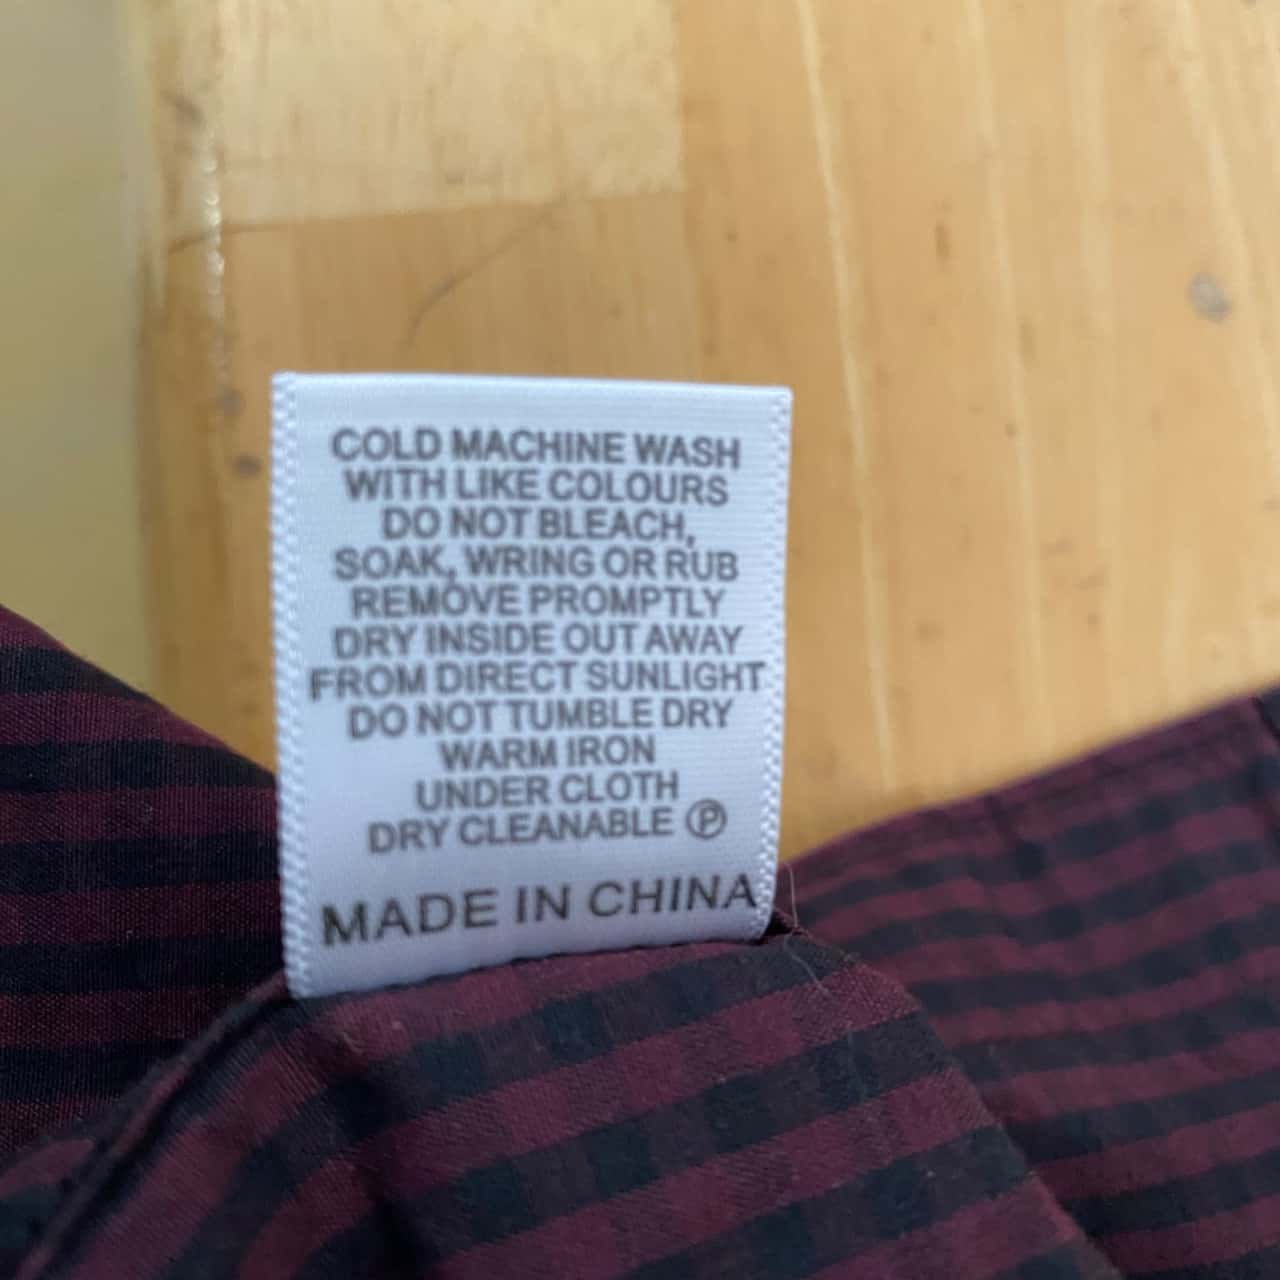 COLD MACHINE WASH
WITH LIKE COLOURS
DO NOT BLEACH,
SOAK, WRING OR RUB
REMOVE PROMPTLY
DRY INSIDE OUT AWAY
FROM DIRECT SUNLIGHT
DO NOT TUMBLE DRY
WARM IRON
UNDER CLOTH
DRY CLEANABLE Ⓟ
MADE IN CHINA